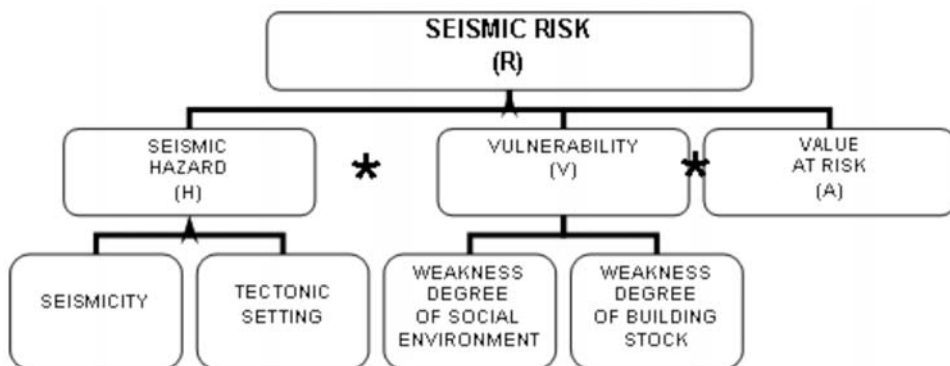 SEISMIC RISK
(R)
SEISMIC
HAZARD
(H)
*
VULNERABILITY
(V)
*
VALUE
AT RISK
(A)
SEISMICITY
TECTONIC
SETTING
WEAKNESS
DEGREE
OF SOCIAL
ENVIRONMENT
WEAKNESS
DEGREE
OF BUILDING
STOCK